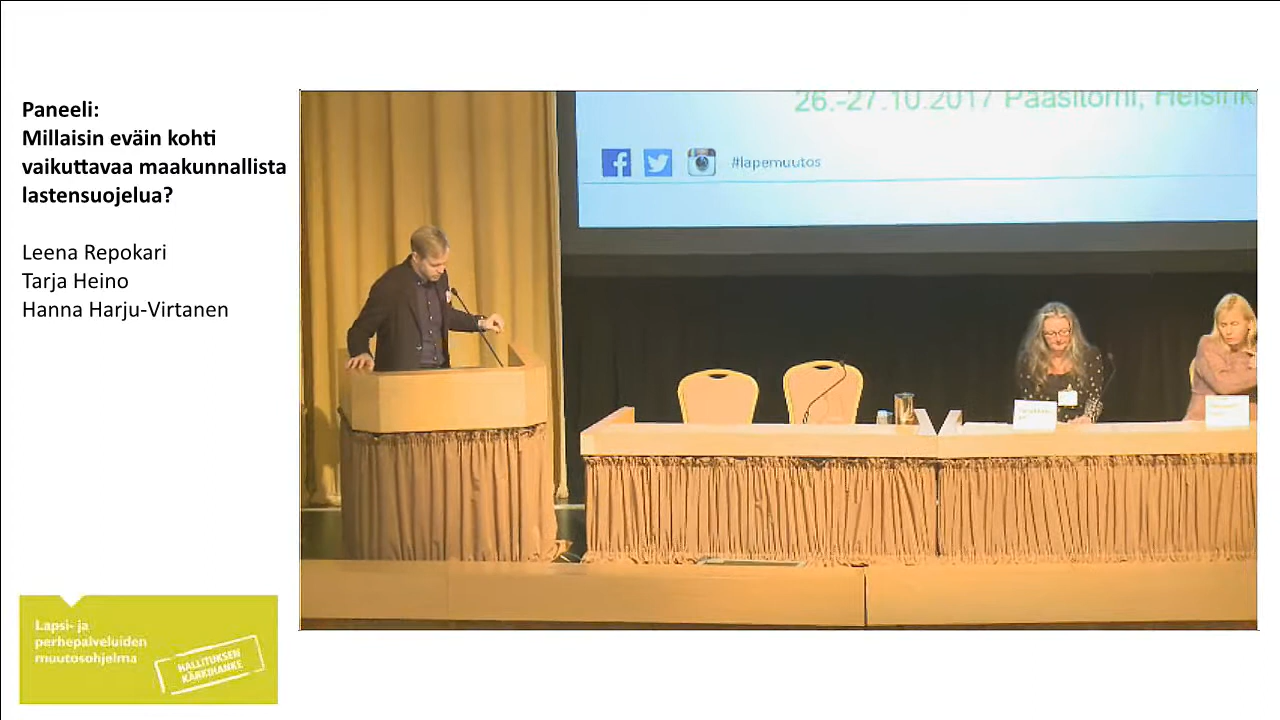 Paneeli:
Millaisin eväin kohti
vaikuttavaa maakunnallista
lastensuojelua?
Leena Repokari
Tarja Heino
Hanna Harju-Virtanen
26.-27.10.2017 Paasitorni,
#lapemuutos
Lapsi- ja
perhepalveluiden
muutosohjelma
HALLITUKSEN
KÄRKIHANKE